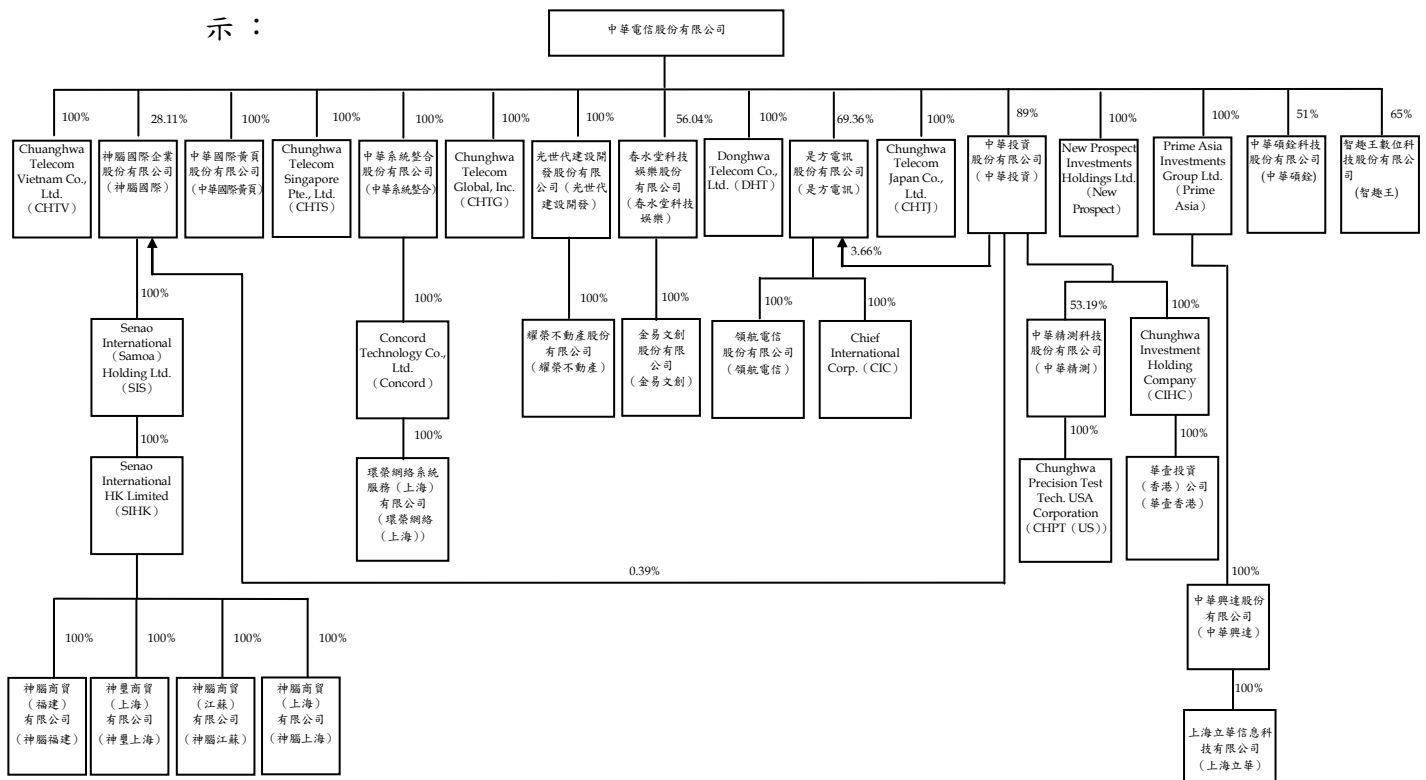 示：
中華電信股份有限公司
100%
28.11%
100%
100%
100%
100%
100%
56.04%
100%
69.36%
100%
89%
100%
100%
51%
65%
Chuanghwa
Telecom
Vietnam Co.,
Ltd.
（CHTV）
神腦國際企業
股份有限公司
（神腦國際）
中華國際黃頁
股份有限公司
（中華國際黃頁）
Chunghwa
Telecom
Singapore
Pte., Ltd.
（CHTS）
中華系統整合
股份有限公司
（中華系統整合）
Chunghwa
Telecom
Global, Inc.
（CHTG）
光世代建設開
發股份有限公
司（光世代
建設開發）
春水堂科技
娛樂股份
有限公司
（春水堂科技
娛樂）
Donghwa
Telecom Co.,
Ltd.（DHT）
是方電訊
股份有限公司
（是方電訊）
Chunghwa
Telecom
Japan Co.,
Ltd.
（CHTJ）
中華投資
股份有限公司
（中華投資）
New Prospect
Investments
Holdings Ltd.
（New
Prospect）
Prime Asia
Investments
Group Ltd.
（Prime
Asia）
中華碩銓科技
股份有限公司
(中華碩銓)
智趣王數位科
技股份有限公
司
(智趣王)
3.66%
100%
100%
100%
100%
100%
100%
53.19%
100%
Senao
International
（Samoa）
Holding Ltd.
（SIS）
Concord
Technology Co.,
Ltd.
（Concord）
耀榮不動產股份
有限公司
（耀榮不動產）
金易文創
股份有限
公司
（金易文創）
領航電信
股份有限公司
（領航電信）
Chief
International
Corp.（CIC）
中華精測科技
股份有限公司
（中華精測）
Chunghwa
Investment
Holding
Company
（CIHC）
100%
100%
100%
100%
Senao
International
HK Limited
（SIHK）
環榮網絡系統
服務（上海）
有限公司
（環榮網絡
（上海））
Chunghwa
Precision Test
Tech. USA
Corporation
（CHPT（US））
華壹投資
（香港）公司
（華壹香港）
0.39%
100%
中華興達股份
有限公司
（中華興達）
100%
100%
100%
100%
神腦商貿
（福建）
有限公司
（神腦福建）
神璽商貿
（上海）
有限公司
（神璽上海）
神腦商貿
（江蘇）
有限公司
（神腦江蘇）
神腦商貿
（上海）
有限公司
（神腦上海）
100%
上海立華信息科
技有限公司
（上海立華）